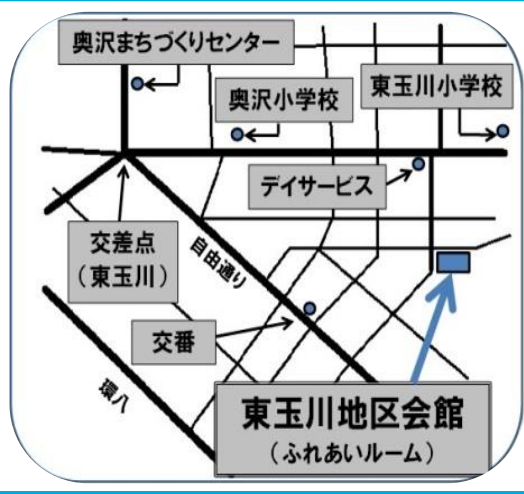 奥沢まちづくりセンター
奥沢小学校
東玉川小学校
デイサービス
交差点
（東玉川）
自由通り
交番
環八
東玉川地区会館
（ふれあいルーム）